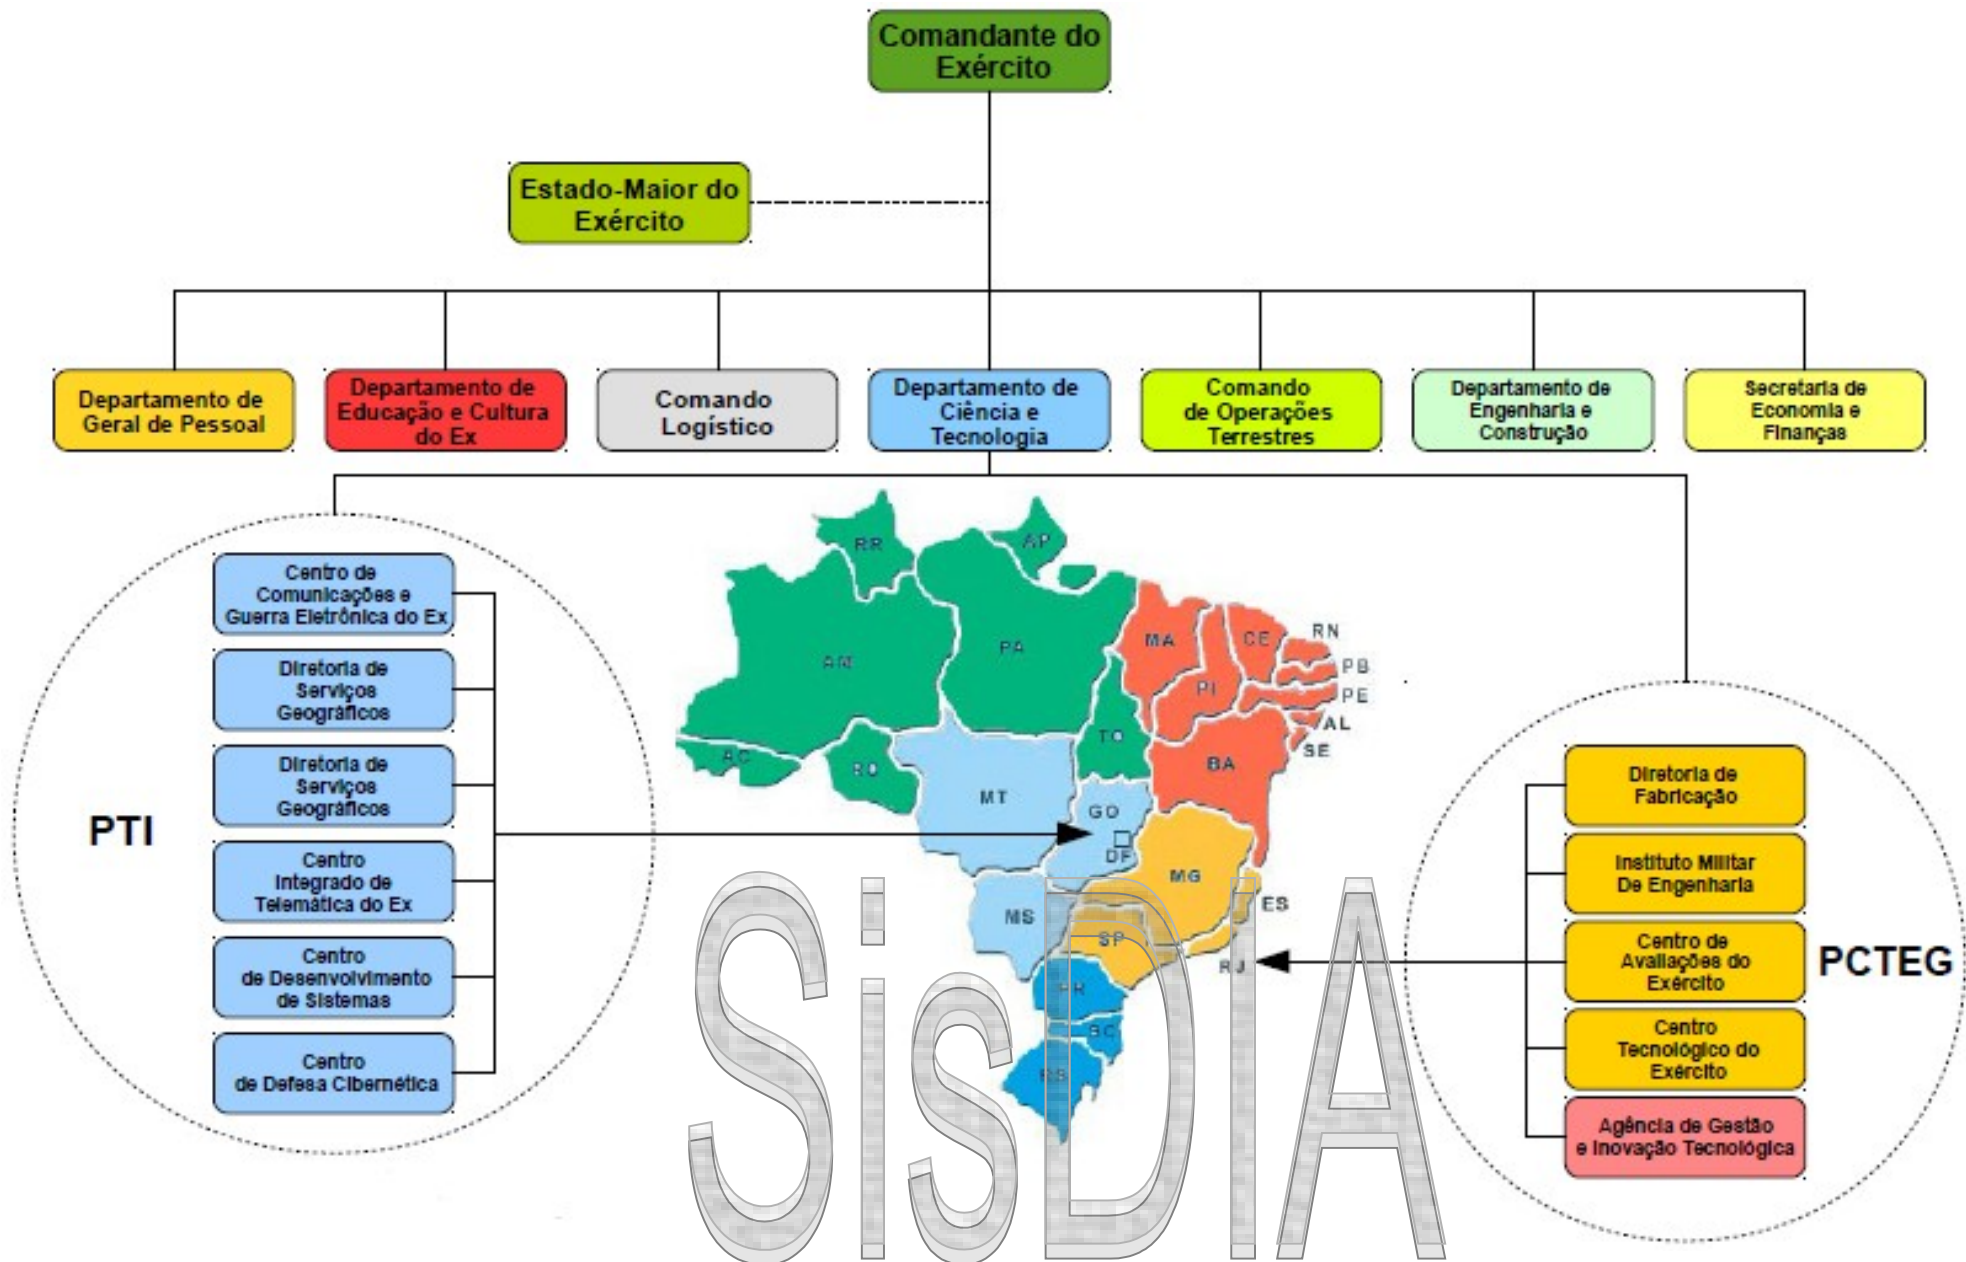 Comandante do
Exército
Estado-Maior do
Exército
Departamento de
Geral de Pessoal
Departamento de
Educação e Cultura
do Ex
Comando
Logístico
Departamento de
Ciência e
Tecnologia
Comando
de Operações
Terrestres
Departamento de
Engenharia e
Construção
Secretaria de
Economia e
Finanças
PTI
Centro de
Comunicações e
Guerra Eletrônica do Ex
Diretoria de
Serviços
Geográficos
Diretoria de
Serviços
Geográficos
Centro
Integrado de
Telemática do Ex
Centro
de Desenvolvimento
de Sistemas
Centro
de Defesa Cibernética
RR
AP
AM
PA
MA
CE
RN
PB
PI
PE
AL
SE
AC
RO
TO
BA
MT
GO
DF
MG
ES
MS
SP
RJ
PR
SC
RS
SisDIA
Diretoria de
Fabricação
Instituto Militar
De Engenharia
Centro de
Avaliações do
Exército
PCTEG
Centro
Tecnológico do
Exército
Agência de Gestão
e Inovação Tecnológica